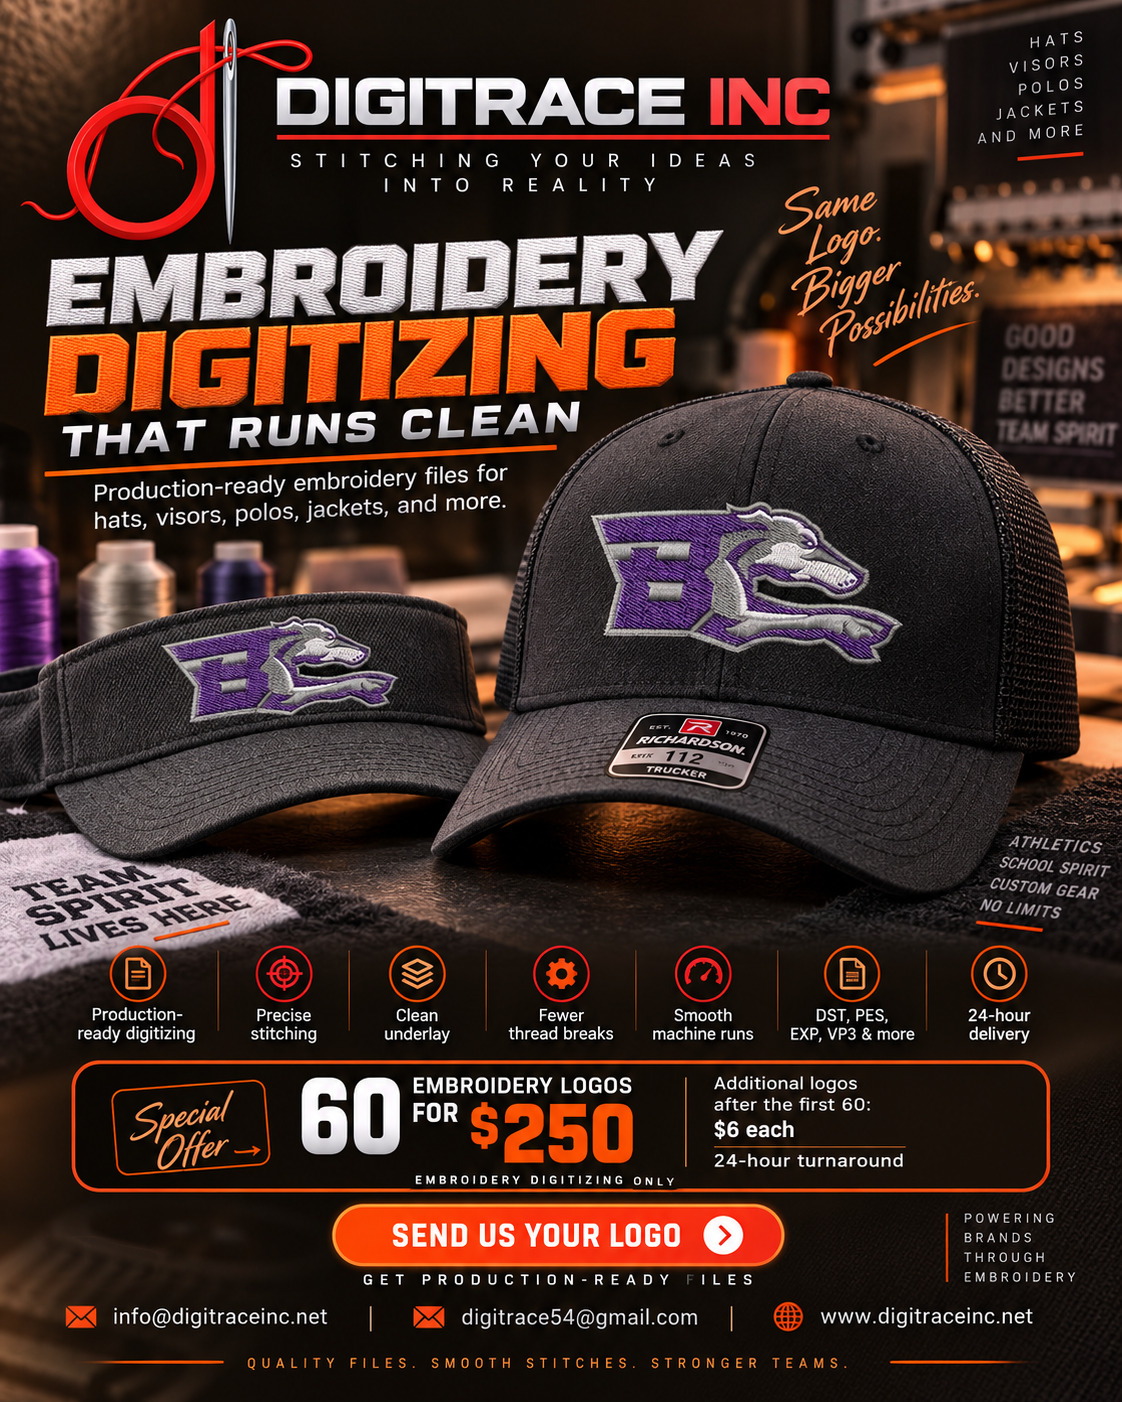 DIGITRACE INC
STITCHING YOUR IDEAS
INTO REALITY
HATS
VISORS
POLOS
JACKETS
AND MORE
Same
Logo.
Bigger
Possibilities.
EMBROIDERY
DIGITIZING
THAT RUNS CLEAN
Production-ready embroidery files for
hats, visors, polos, jackets, and more.
GOOD
DESIGNS
BETTER
TEAM SPIRIT
B
B
EST. R 1970
RICHARDSON
112
TRUCKER
TEAM
SPIRIT
LIVES HERE
ATHLETICS
SCHOOL SPIRIT
CUSTOM GEAR
NO LIMITS
Production-
ready digitizing
Precise
stitching
Clean
underlay
Fewer
thread breaks
Smooth
machine runs
DST, PES,
EXP, VP3 & more
24-hour
delivery
Special
Offer
60 EMBROIDERY LOGOS
FOR $250
EMBROIDERY DIGITIZING ONLY
Additional logos
after the first 60:
$6 each
24-hour turnaround
SEND US YOUR LOGO
GET PRODUCTION-READY FILES
POWERING
BRANDS
THROUGH
EMBROIDERY
info@digitraceinc.net
digitrace54@gmail.com
www.digitraceinc.net
QUALITY FILES. SMOOTH STITCHES. STRONGER TEAMS.